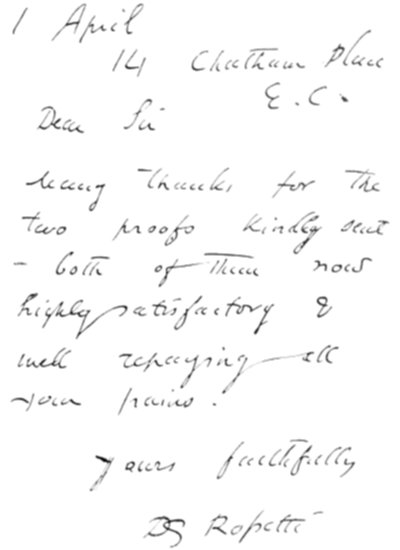 1 April
14 Chatham Place
E.C.
Dear Sir
Many thanks for the
two proofs kindly sent
- both of them now
highly satisfactory &
well repaying all
your pains.
yours faithfully
DG Rossetti